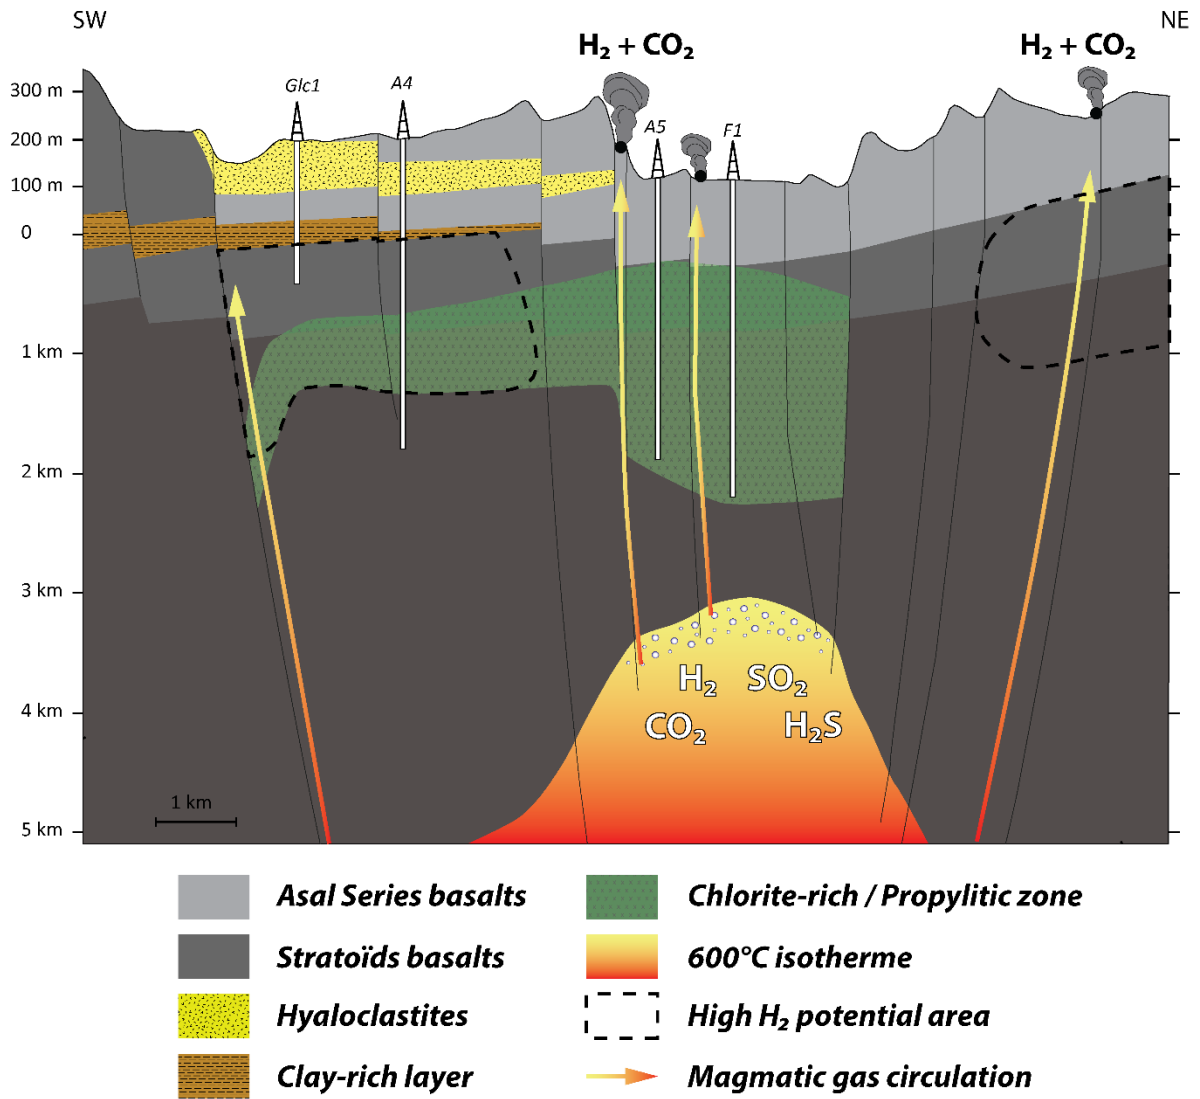 SW
NE
H₂ + CO₂
H₂ + CO₂
300 m
200 m
100 m
0
1 km
2 km
3 km
4 km
5 km
Glc1
A4
A5
F1
H₂ SO₂
CO₂ H₂S
1 km
Asal Series basalts
Stratoïds basalts
Hyaloclastites
Clay-rich layer
Chlorite-rich / Propylitic zone
600°C isotherme
High H₂ potential area
Magmatic gas circulation